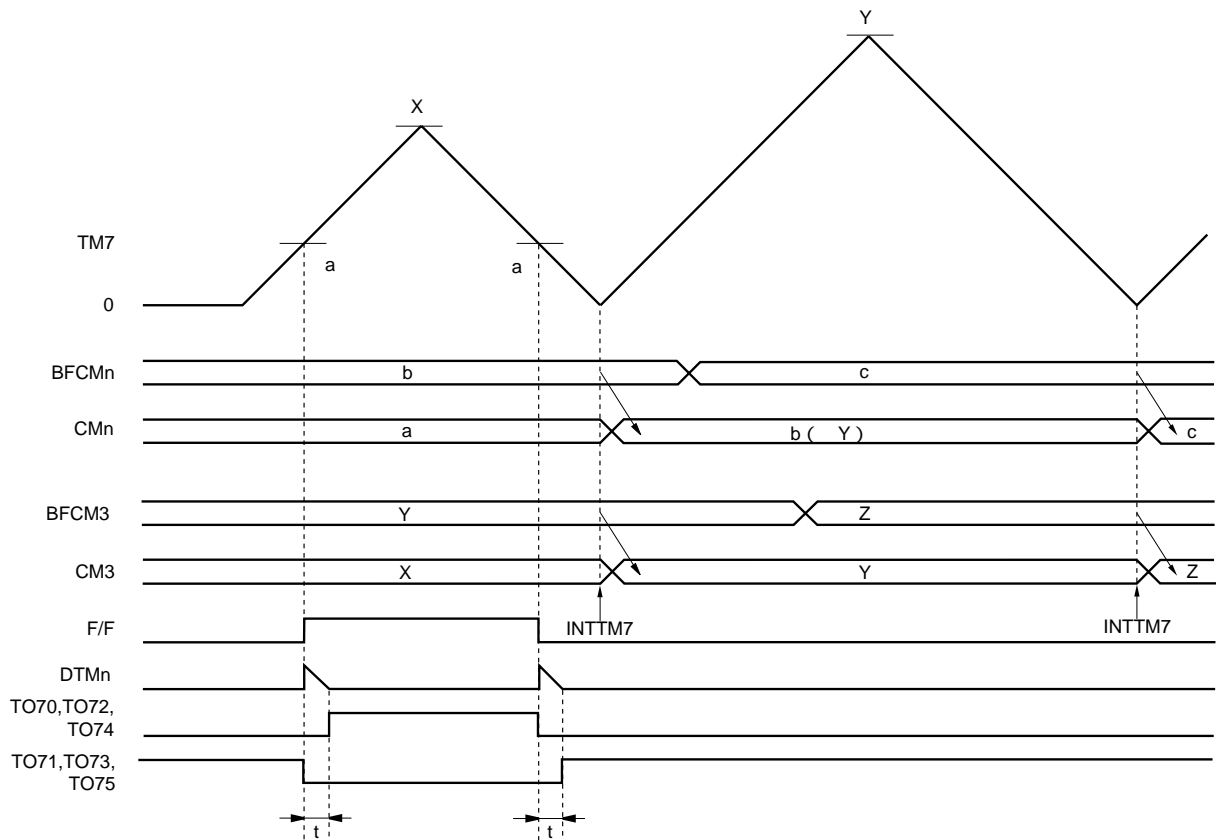 Y
X
TM7
a
a
0
BFCMn
b
c
CMn
a
b ( Y )
c
BFCM3
Y
Z
CM3
X
Y
Z
F/F
INTTM7
INTTM7
DTMn
TO70,TO72,
TO74
TO71,TO73,
TO75
t
t